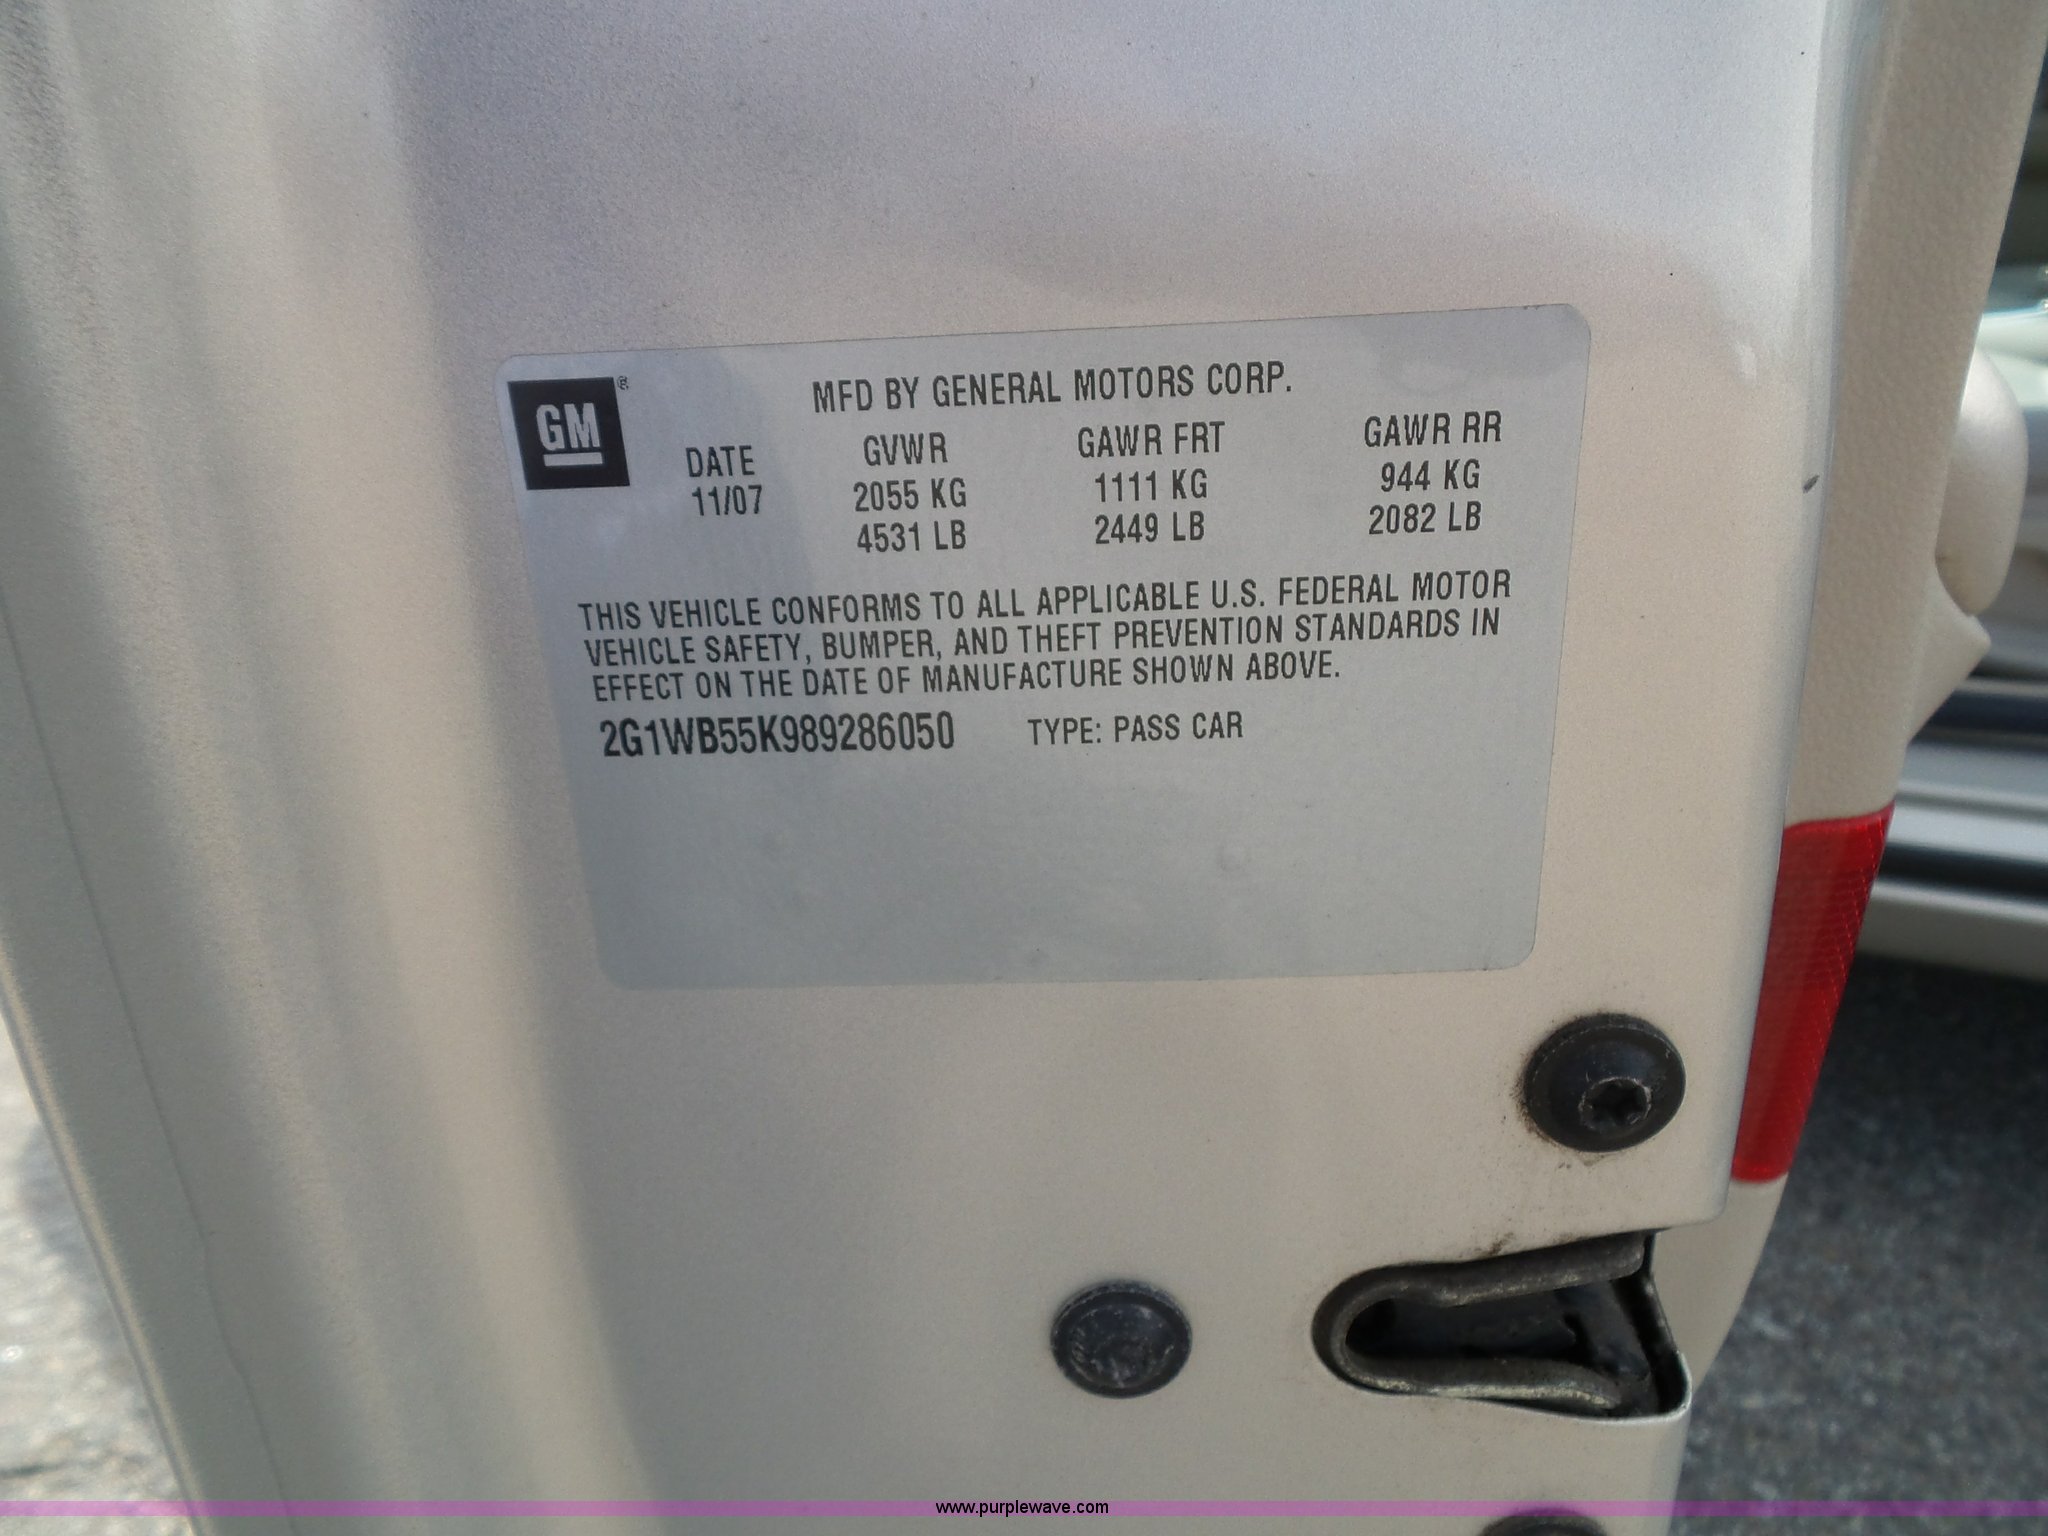 GM®
MFD BY GENERAL MOTORS CORP.
DATE GVWR GAWR FRT GAWR RR
11/07 2055 KG 1111 KG 944 KG
4531 LB 2449 LB 2082 LB
THIS VEHICLE CONFORMS TO ALL APPLICABLE U.S. FEDERAL MOTOR
VEHICLE SAFETY, BUMPER, AND THEFT PREVENTION STANDARDS IN
EFFECT ON THE DATE OF MANUFACTURE SHOWN ABOVE.
2G1WB55K989286050 TYPE: PASS CAR
www.purplewave.com